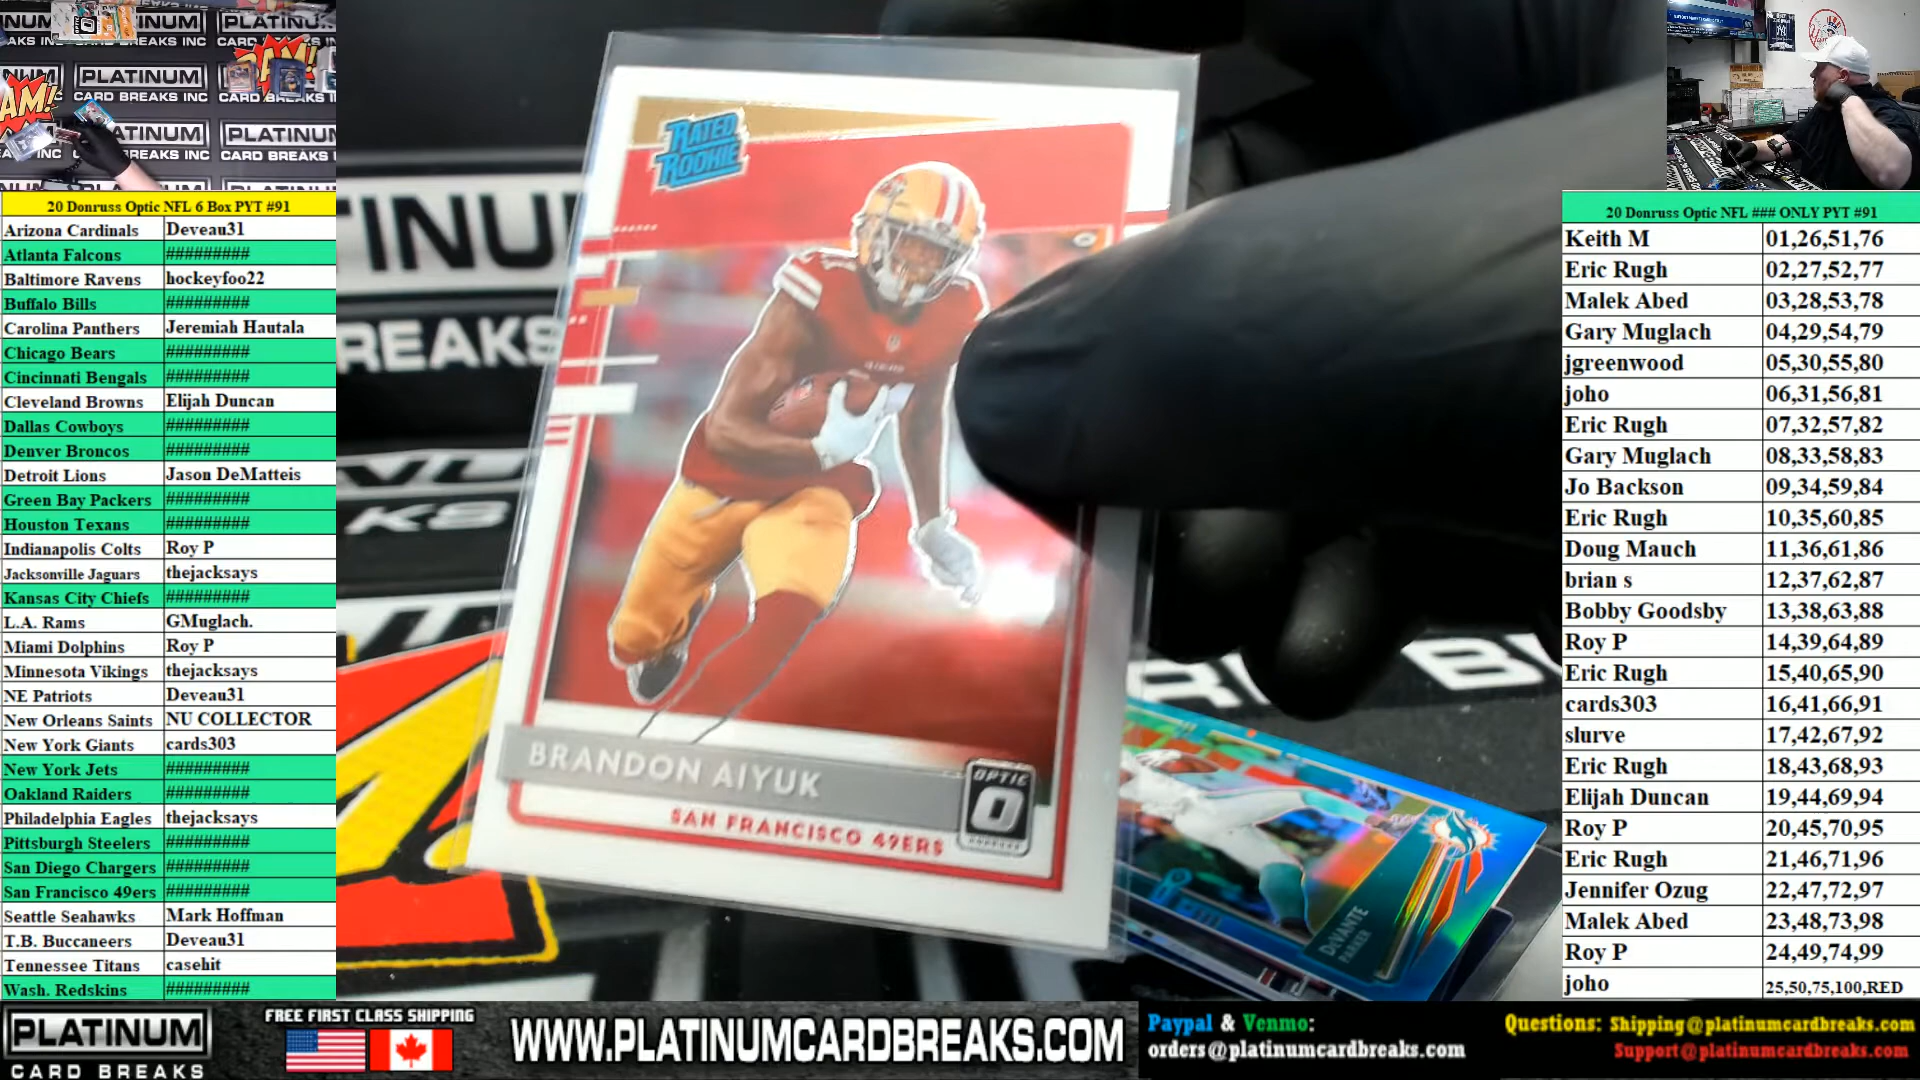 PLATINUM
CARD BREAKS INC
20 Donruss Optic NFL 6 Box PYT #91
Arizona Cardinals Deveau31
Atlanta Falcons #########
Baltimore Ravens hockeyfoo22
Buffalo Bills #########
Carolina Panthers Jeremiah Hautala
Chicago Bears #########
Cincinnati Bengals #########
Cleveland Browns Elijah Duncan
Dallas Cowboys #########
Denver Broncos #########
Detroit Lions Jason DeMatteis
Green Bay Packers #########
Houston Texans #########
Indianapolis Colts Roy P
Jacksonville Jaguars thejacksays
Kansas City Chiefs #########
L.A. Rams GMuglach.
Miami Dolphins Roy P
Minnesota Vikings thejacksays
NE Patriots Deveau31
New Orleans Saints NU COLLECTOR
New York Giants cards303
New York Jets #########
Oakland Raiders #########
Philadelphia Eagles thejacksays
Pittsburgh Steelers #########
San Diego Chargers #########
San Francisco 49ers #########
Seattle Seahawks Mark Hoffman
T.B. Buccaneers Deveau31
Tennessee Titans casehit
Wash. Redskins #########
RATED
ROOKIE
BRANDON AIYUK
SAN FRANCISCO 49ERS
OPTIC
DEVANTE
PARKER
20 Donruss Optic NFL ### ONLY PYT #91
Keith M 01,26,51,76
Eric Rugh 02,27,52,77
Malek Abed 03,28,53,78
Gary Muglach 04,29,54,79
jgreenwood 05,30,55,80
joho 06,31,56,81
Eric Rugh 07,32,57,82
Gary Muglach 08,33,58,83
Jo Backson 09,34,59,84
Eric Rugh 10,35,60,85
Doug Mauch 11,36,61,86
brian s 12,37,62,87
Bobby Goodsby 13,38,63,88
Roy P 14,39,64,89
Eric Rugh 15,40,65,90
cards303 16,41,66,91
slurve 17,42,67,92
Eric Rugh 18,43,68,93
Elijah Duncan 19,44,69,94
Roy P 20,45,70,95
Eric Rugh 21,46,71,96
Jennifer Ozug 22,47,72,97
Malek Abed 23,48,73,98
Roy P 24,49,74,99
joho 25,50,75,100,RED
PLATINUM
CARD BREAKS
FREE FIRST CLASS SHIPPING
WWW.PLATINUMCARDBREAKS.COM
Paypal & Venmo:
orders@platinumcardbreaks.com
Questions: Shipping@platinumcardbreaks.com
Support@platinumcardbreaks.com